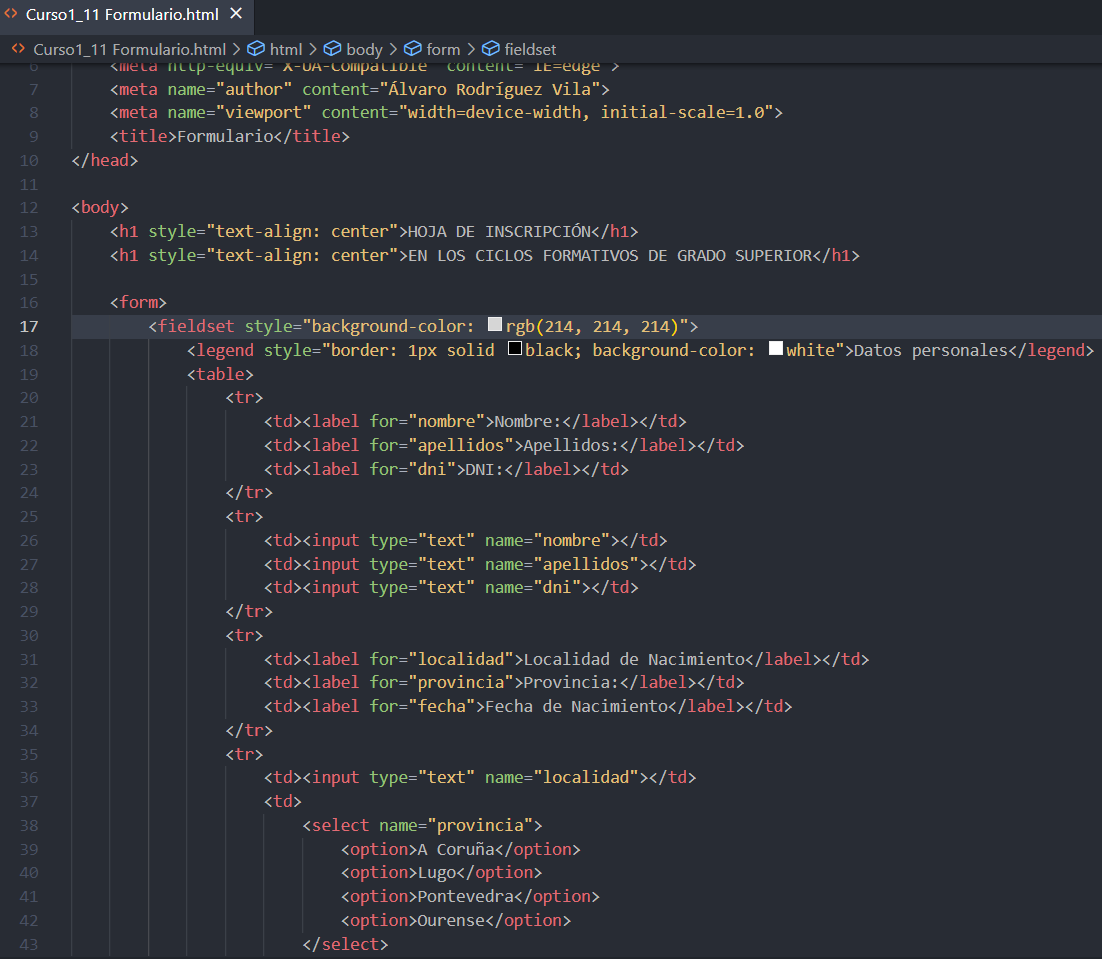 Curso1_11 Formulario.html
Curso1_11 Formulario.html > html > body > form > fieldset
6 <meta http-equiv="X-UA-Compatible" content="IE=edge">
7 <meta name="author" content="Álvaro Rodríguez Vila">
8 <meta name="viewport" content="width=device-width, initial-scale=1.0">
9 <title>Formulario</title>
10 </head>
11
12 <body>
13 <h1 style="text-align: center">HOJA DE INSCRIPCIÓN</h1>
14 <h1 style="text-align: center">EN LOS CICLOS FORMATIVOS DE GRADO SUPERIOR</h1>
15
16 <form>
17 <fieldset style="background-color: rgb(214, 214, 214)">
18 <legend style="border: 1px solid black; background-color: white">Datos personales</legend>
19 <table>
20 <tr>
21 <td><label for="nombre">Nombre:</label></td>
22 <td><label for="apellidos">Apellidos:</label></td>
23 <td><label for="dni">DNI:</label></td>
24 </tr>
25 <tr>
26 <td><input type="text" name="nombre"></td>
27 <td><input type="text" name="apellidos"></td>
28 <td><input type="text" name="dni"></td>
29 </tr>
30 <tr>
31 <td><label for="localidad">Localidad de Nacimiento</label></td>
32 <td><label for="provincia">Provincia:</label></td>
33 <td><label for="fecha">Fecha de Nacimiento</label></td>
34 </tr>
35 <tr>
36 <td><input type="text" name="localidad"></td>
37 <td>
38 <select name="provincia">
39 <option>A Coruña</option>
40 <option>Lugo</option>
41 <option>Pontevedra</option>
42 <option>Ourense</option>
43 </select>